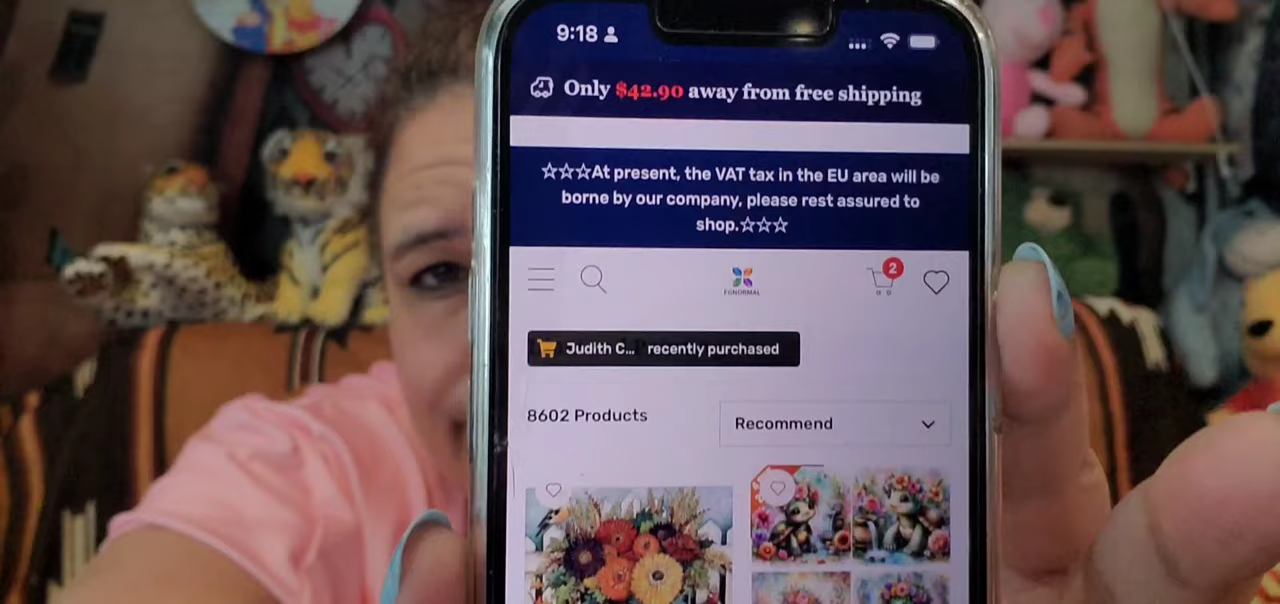 9:18
Only $42.90 away from free shipping
☆☆☆At present, the VAT tax in the EU area will be
borne by our company, please rest assured to
shop.☆☆☆
FGNORMAL
2
Judith C... recently purchased
8602 Products
Recommend